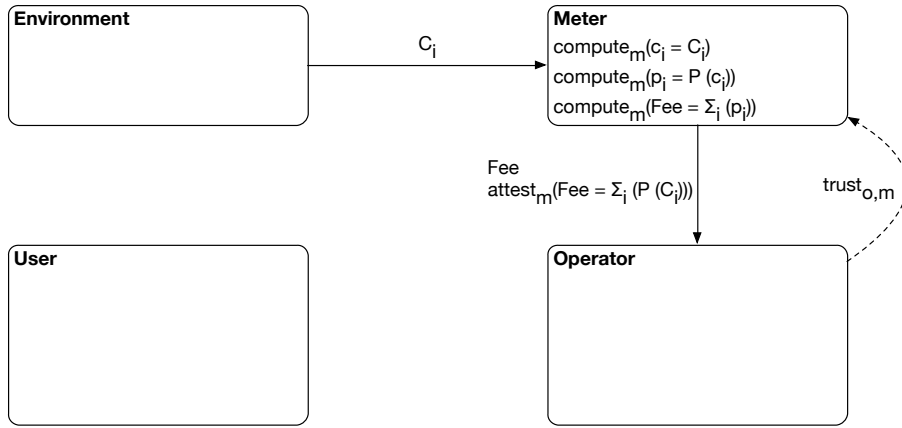 Environment
C_i
Meter
compute_m(c_i = C_i)
compute_m(p_i = P (c_i))
compute_m(Fee = Σ_i (p_i))
Fee
attest_m(Fee = Σ_i (P (C_i)))
trust_o,m
User
Operator